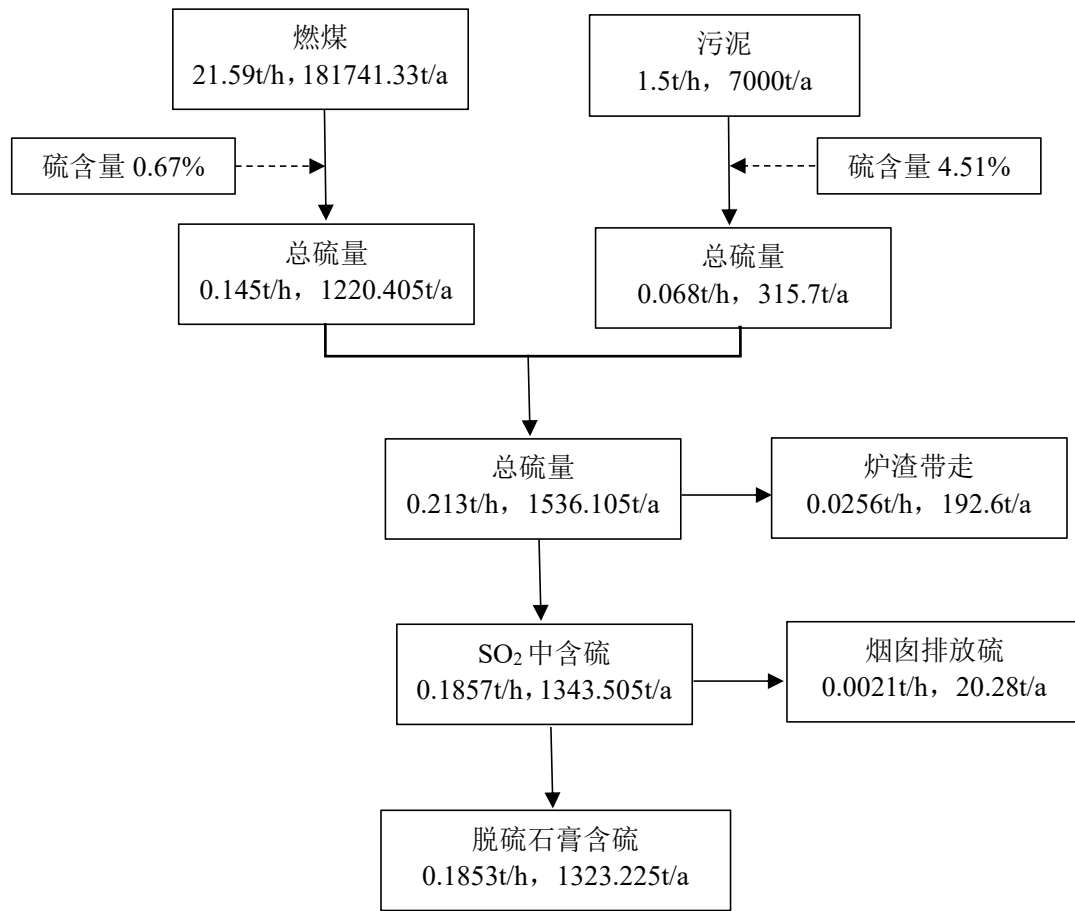 燃煤
21.59t/h，181741.33t/a
污泥
1.5t/h， 7000t/a
硫含量 0.67%
硫含量 4.51%
总硫量
0.145t/h， 1220.405t/a
总硫量
0.068t/h， 315.7t/a
总硫量
0.213t/h， 1536.105t/a
炉渣带走
0.0256t/h， 192.6t/a
SO₂ 中含硫
0.1857t/h, 1343.505t/a
烟囱排放硫
0.0021t/h， 20.28t/a
脱硫石膏含硫
0.1853t/h， 1323.225t/a